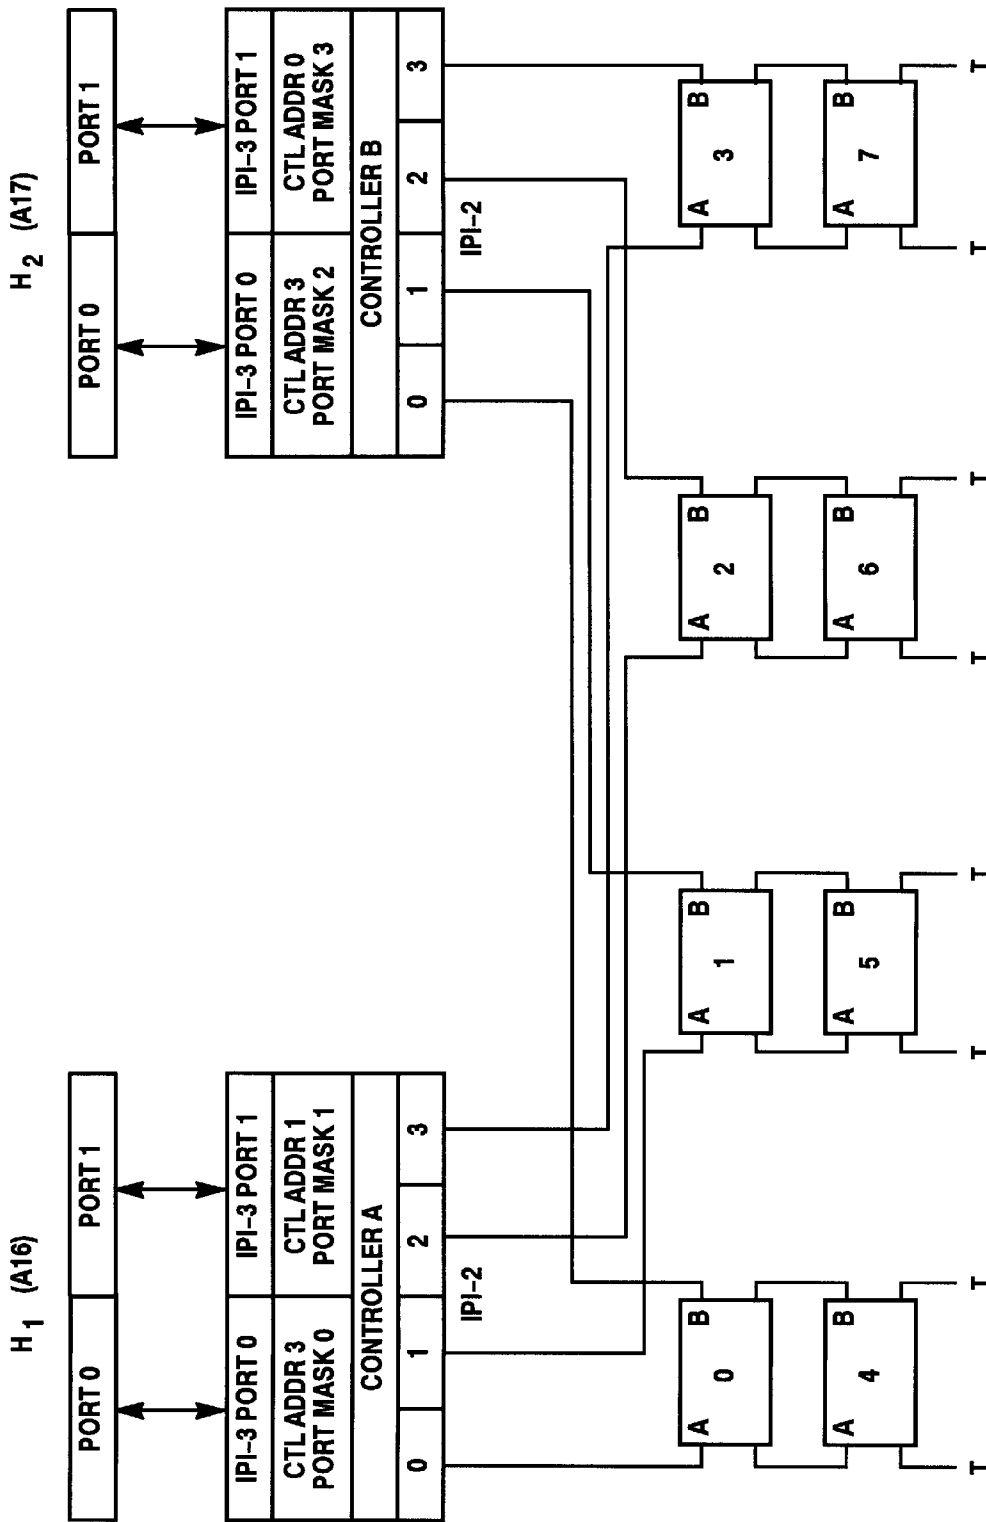 H1 (A16)
H2 (A17)
PORT 0
PORT 1
PORT 0
PORT 1
IPI-3 PORT 0
IPI-3 PORT 1
CTL ADDR 3
PORT MASK 0
CTL ADDR 1
PORT MASK 1
CONTROLLER A
0
1
2
3
IPI-2
IPI-3 PORT 0
IPI-3 PORT 1
CTL ADDR 3
PORT MASK 2
CTL ADDR 0
PORT MASK 3
CONTROLLER B
0
1
2
3
IPI-2
A 0 B
A 1 B
A 2 B
A 3 B
A 4 B
A 5 B
A 6 B
A 7 B
T
T
T
T
T
T
T
T